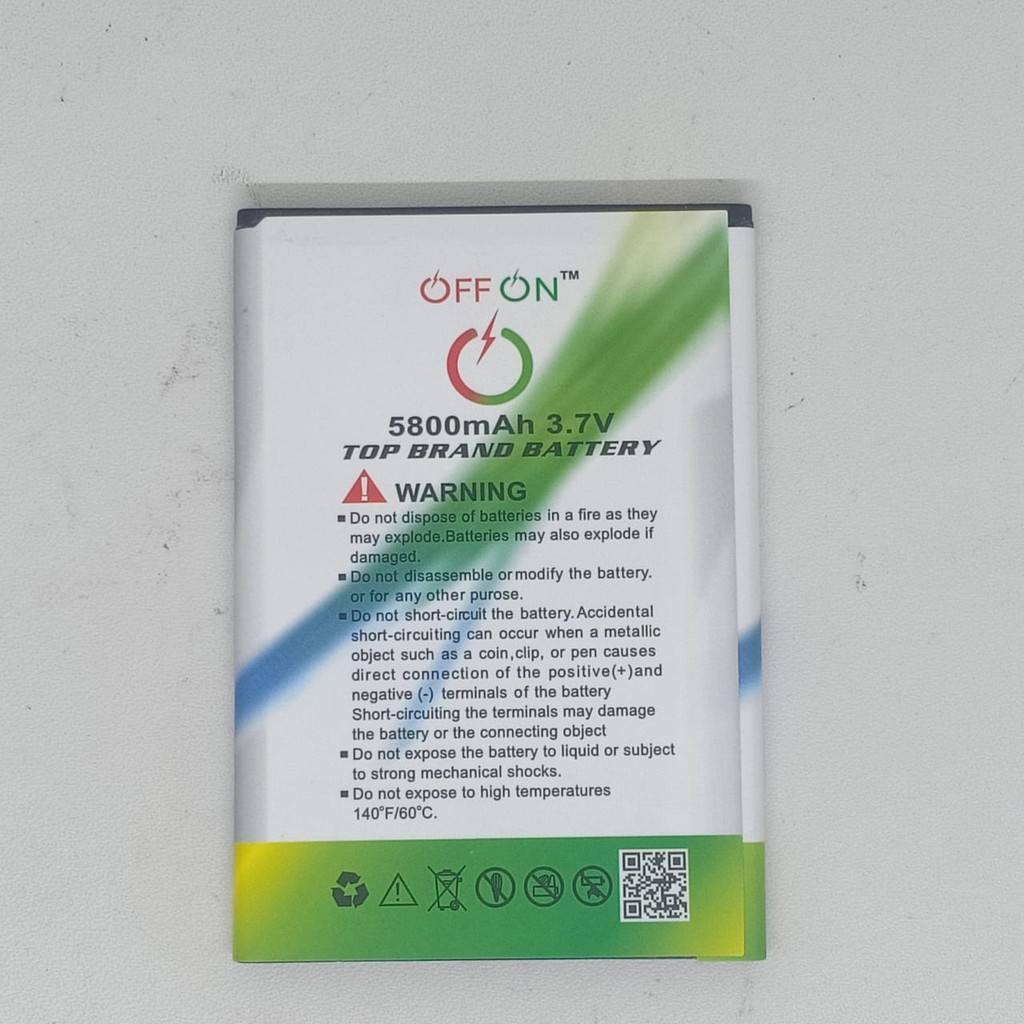 OFF ON™
5800mAh 3.7V
TOP BRAND BATTERY
WARNING
▪ Do not dispose of batteries in a fire as they
may explode.Batteries may also explode if
damaged.
▪ Do not disassemble or modify the battery.
or for any other purose.
▪ Do not short-circuit the battery. Accidental
short-circuiting can occur when a metallic
object such as a coin,clip, or pen causes
direct connection of the positive(+)and
negative (-) terminals of the battery
Short-circuiting the terminals may damage
the battery or the connecting object
▪ Do not expose the battery to liquid or subject
to strong mechanical shocks.
▪ Do not expose to high temperatures
140°F/60°C.